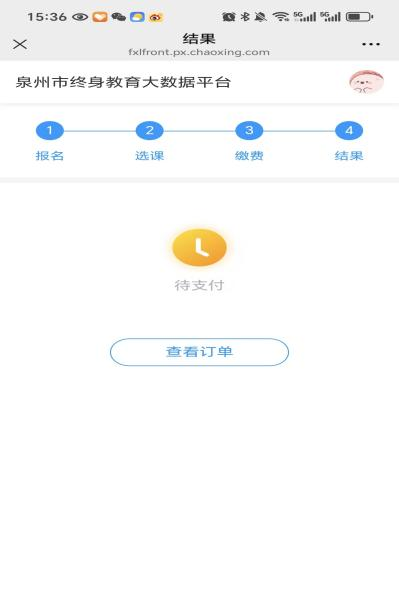 15:36
结果
fxlfront.px.chaoxing.com
泉州市终身教育大数据平台
1 2 3 4
报名 选课 缴费 结果
待支付
查看订单